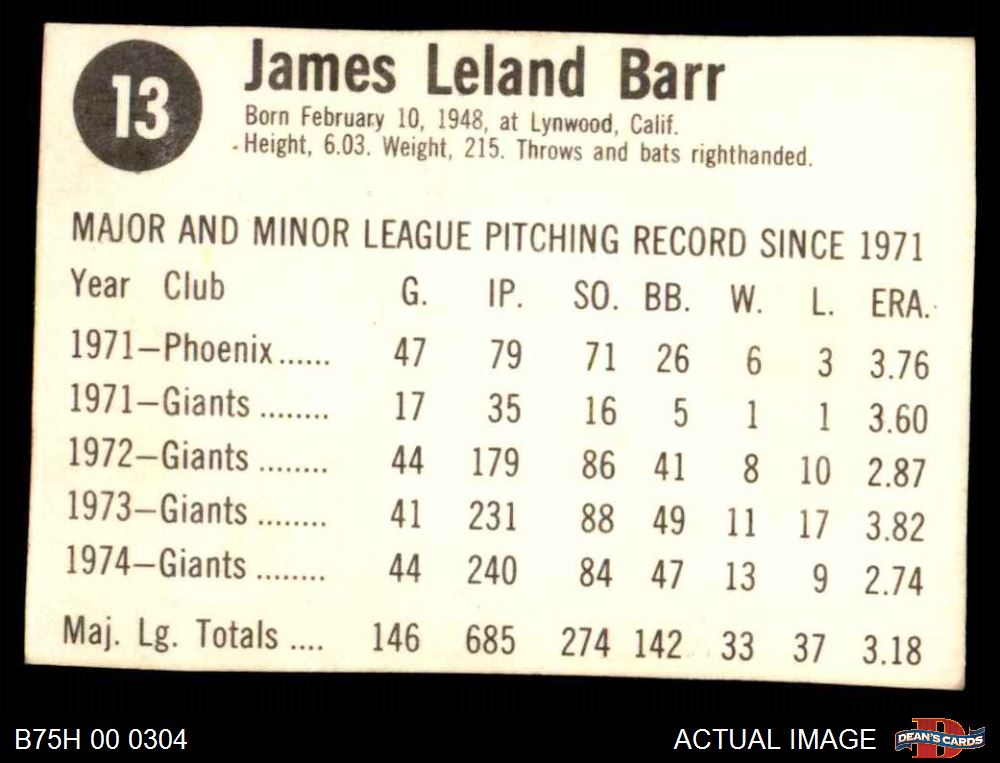 13
James Leland Barr
Born February 10, 1948, at Lynwood, Calif.
Height, 6.03. Weight, 215. Throws and bats righthanded.
MAJOR AND MINOR LEAGUE PITCHING RECORD SINCE 1971
Year Club G. IP. SO. BB. W. L. ERA.
1971—Phoenix...... 47 79 71 26 6 3 3.76
1971—Giants ........ 17 35 16 5 1 1 3.60
1972—Giants ........ 44 179 86 41 8 10 2.87
1973—Giants ........ 41 231 88 49 11 17 3.82
1974—Giants ........ 44 240 84 47 13 9 2.74
Maj. Lg. Totals .... 146 685 274 142 33 37 3.18
B75H 00 0304 ACTUAL IMAGE DEAN'S CARDS